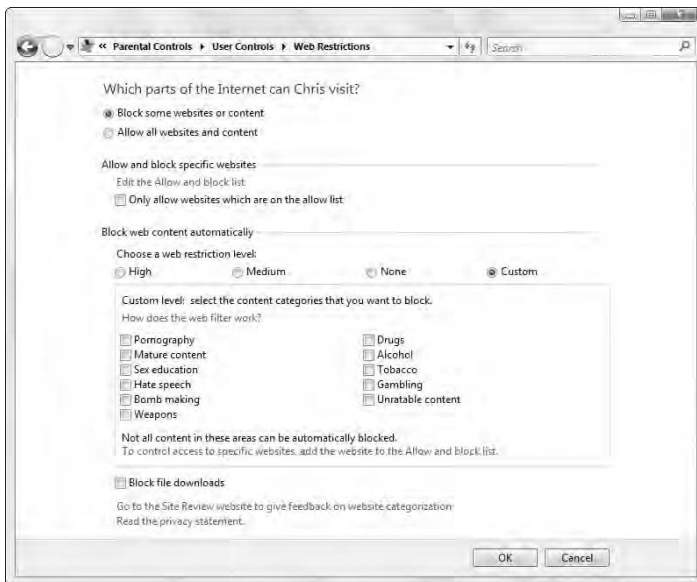 « Parental Controls ▸ User Controls ▸ Web Restrictions Search
Which parts of the Internet can Chris visit?
Block some websites or content
Allow all websites and content
Allow and block specific websites
Edit the Allow and block list
Only allow websites which are on the allow list
Block web content automatically
Choose a web restriction level:
High Medium None Custom
Custom level: select the content categories that you want to block.
How does the web filter work?
Pornography Drugs
Mature content Alcohol
Sex education Tobacco
Hate speech Gambling
Bomb making Unratable content
Weapons
Not all content in these areas can be automatically blocked.
To control access to specific websites, add the website to the Allow and block list.
Block file downloads
Go to the Site Review website to give feedback on website categorization
Read the privacy statement.
OK Cancel